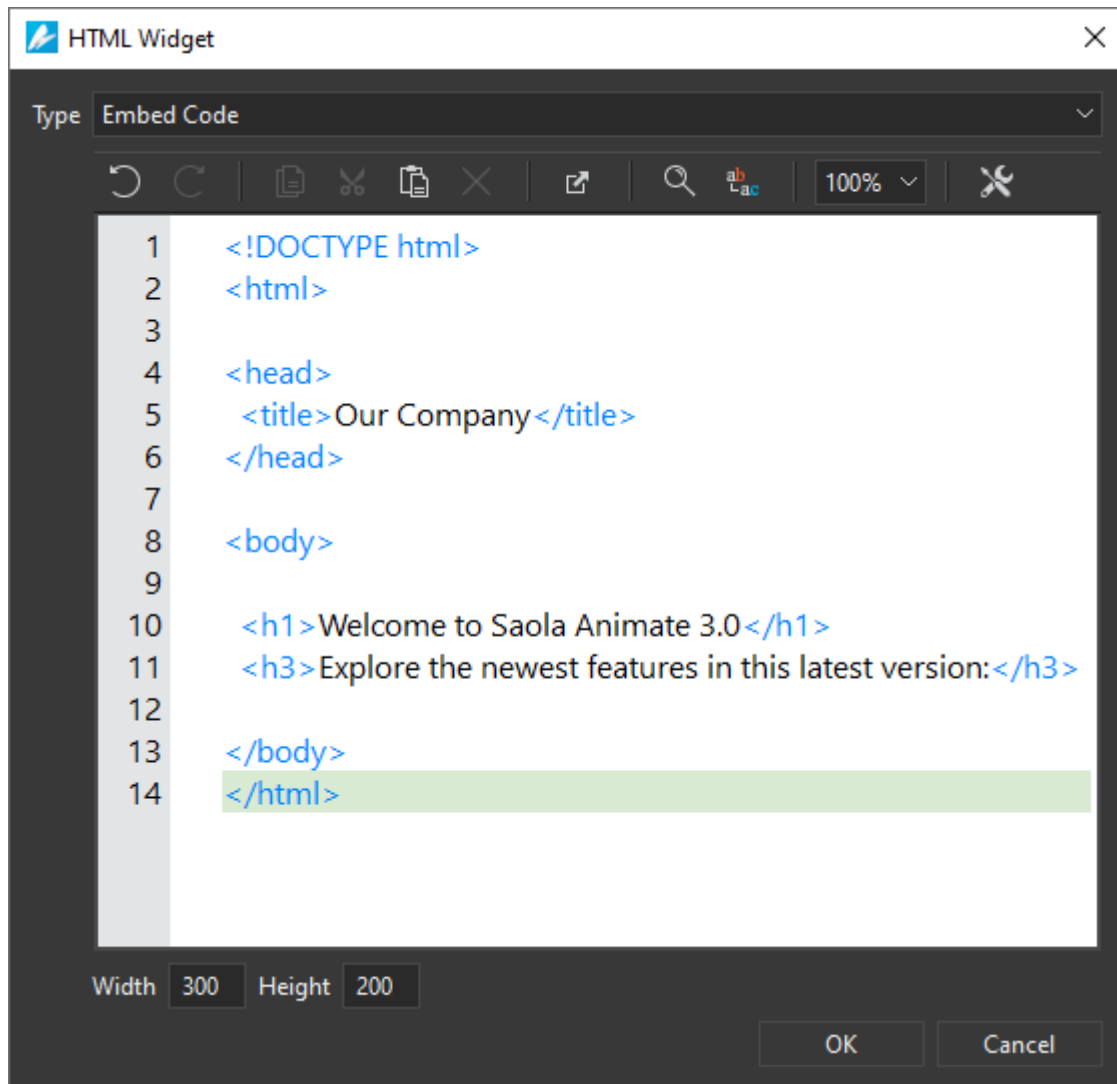 HTML Widget
Type Embed Code
ab
ac
100%
1 <!DOCTYPE html>
2 <html>
3
4 <head>
5 <title>Our Company</title>
6 </head>
7
8 <body>
9
10 <h1>Welcome to Saola Animate 3.0</h1>
11 <h3>Explore the newest features in this latest version:</h3>
12
13 </body>
14 </html>
Width 300 Height 200
OK Cancel